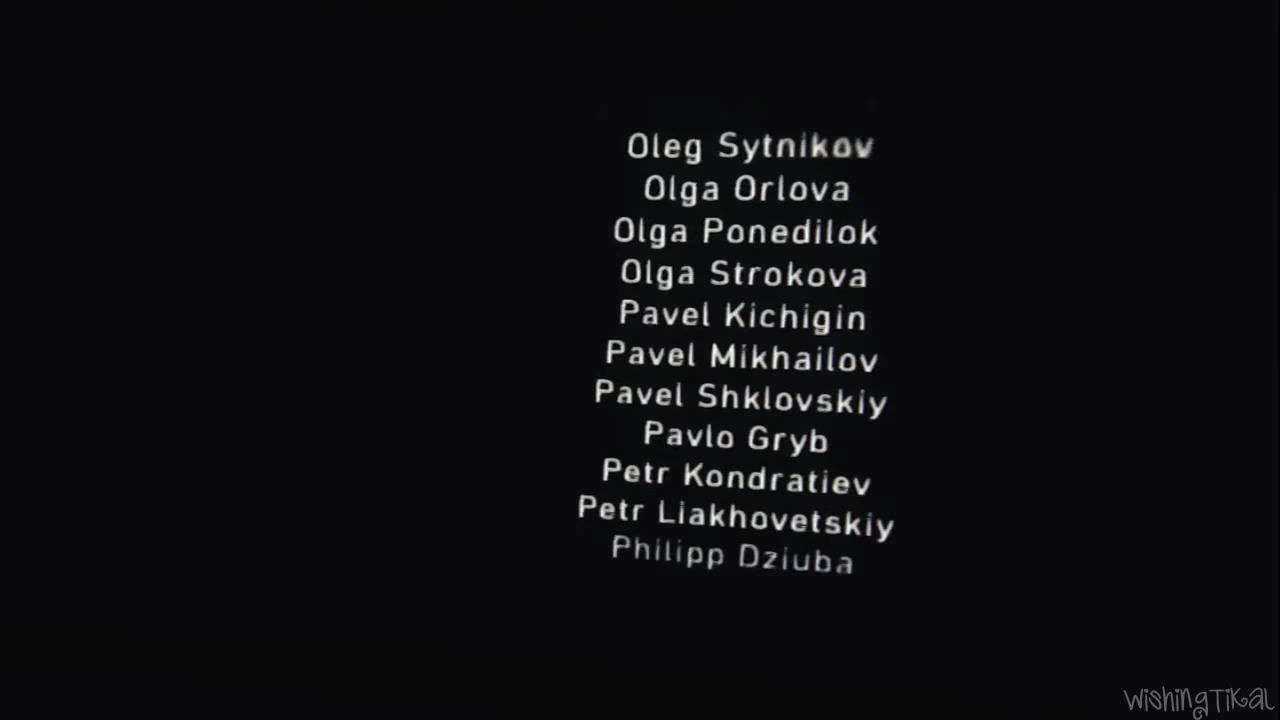 Oleg Sytnikov
Olga Orlova
Olga Ponedilok
Olga Strokova
Pavel Kichigin
Pavel Mikhailov
Pavel Shklovskiy
Pavlo Gryb
Petr Kondratiev
Petr Liakhovetskiy
Philipp Dziuba
WishingTikal